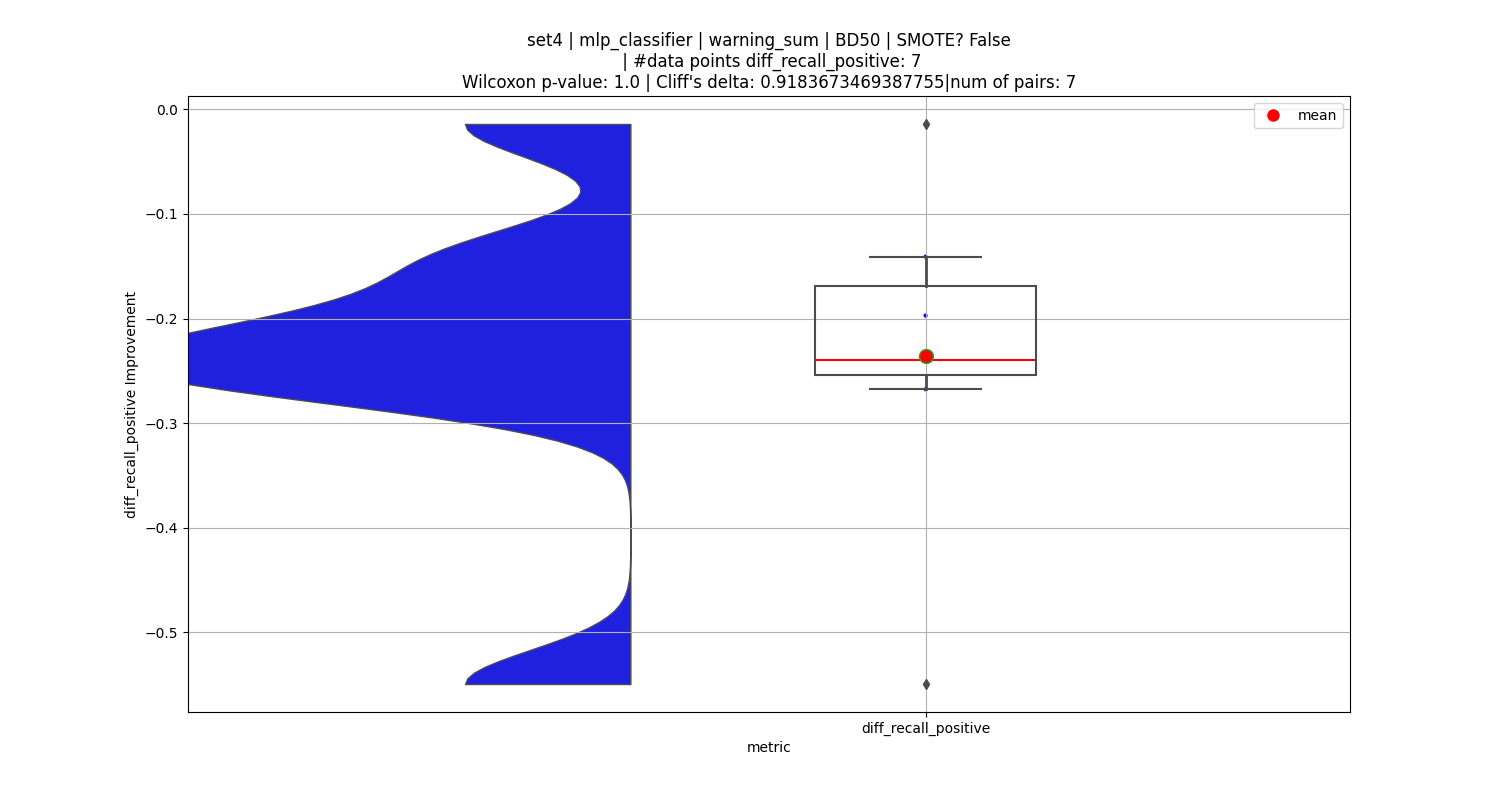 set4 | mlp_classifier | warning_sum | BD50 | SMOTE? False
| #data points diff_recall_positive: 7
Wilcoxon p-value: 1.0 | Cliff's delta: 0.9183673469387755|num of pairs: 7
0.0
−0.1
−0.2
−0.3
−0.4
−0.5
diff_recall_positive Improvement
mean
diff_recall_positive
metric